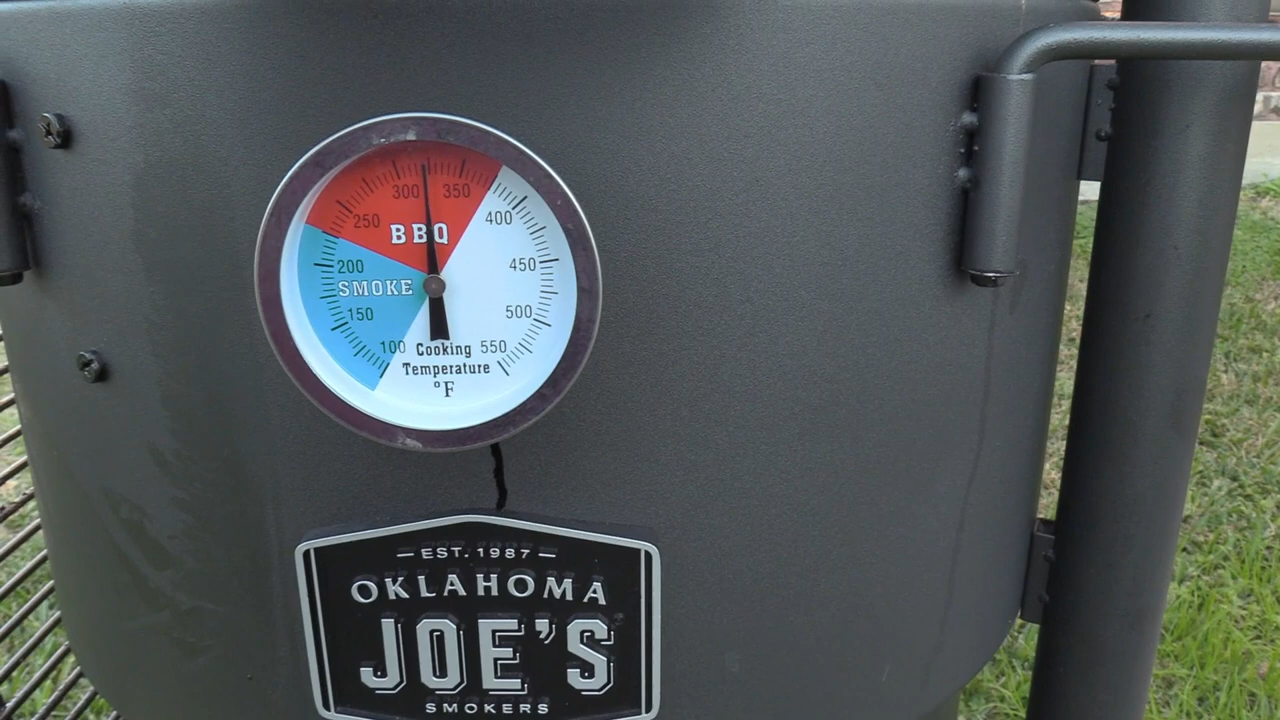 300 350
250
400
BBQ
200
450
SMOKE
150
500
100 Cooking 550
Temperature
°F
EST. 1987
OKLAHOMA
JOE'S
SMOKERS